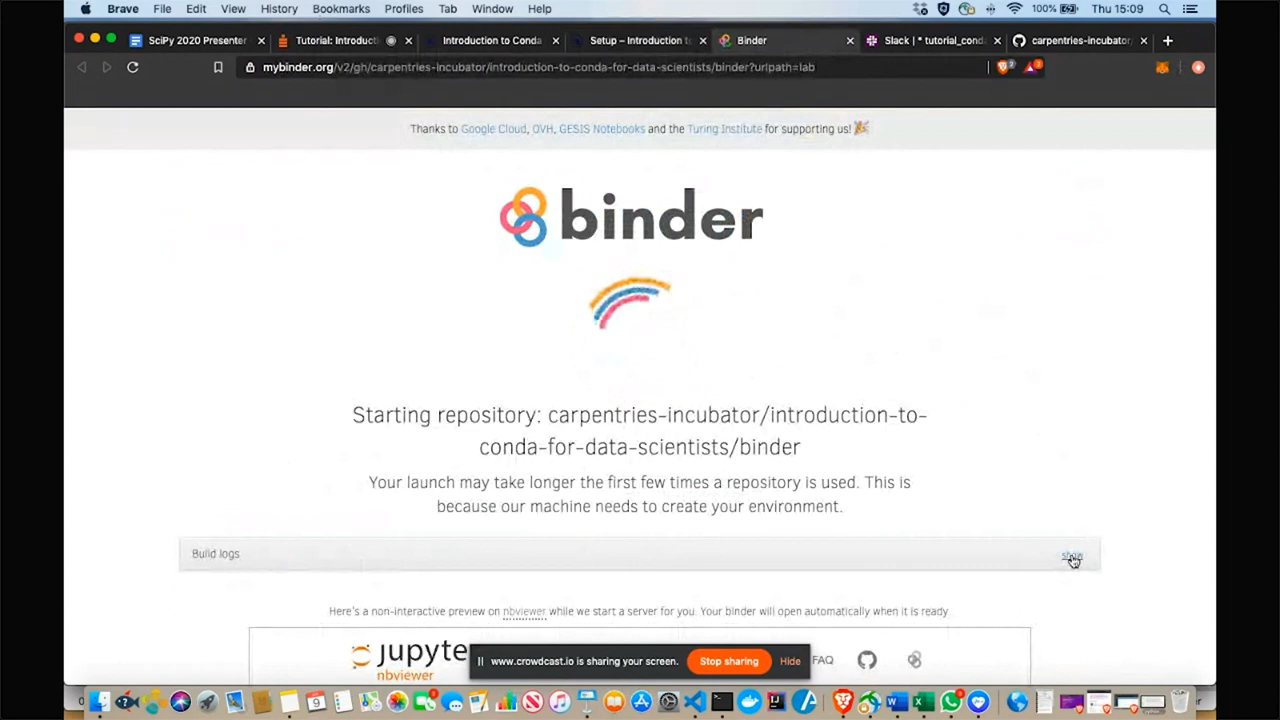 Brave File Edit View History Bookmarks Profiles Tab Window Help 100% Thu 15:09
SciPy 2020 Presenter Tutorial: Introducti Introduction to Conda Setup – Introduction to Binder Slack | * tutorial_cond carpentries-incubator
mybinder.org/v2/gh/carpentries-incubator/introduction-to-conda-for-data-scientists/binder?urlpath=lab 2
Thanks to Google Cloud, OVH, GESIS Notebooks and the Turing Institute for supporting us! 🎉
binder
Starting repository: carpentries-incubator/introduction-to-
conda-for-data-scientists/binder
Your launch may take longer the first few times a repository is used. This is
because our machine needs to create your environment.
Build logs show
Here's a non-interactive preview on nbviewer while we start a server for you. Your binder will open automatically when it is ready.
jupyte
nbviewer
www.crowdcast.io is sharing your screen. Stop sharing Hide FAQ